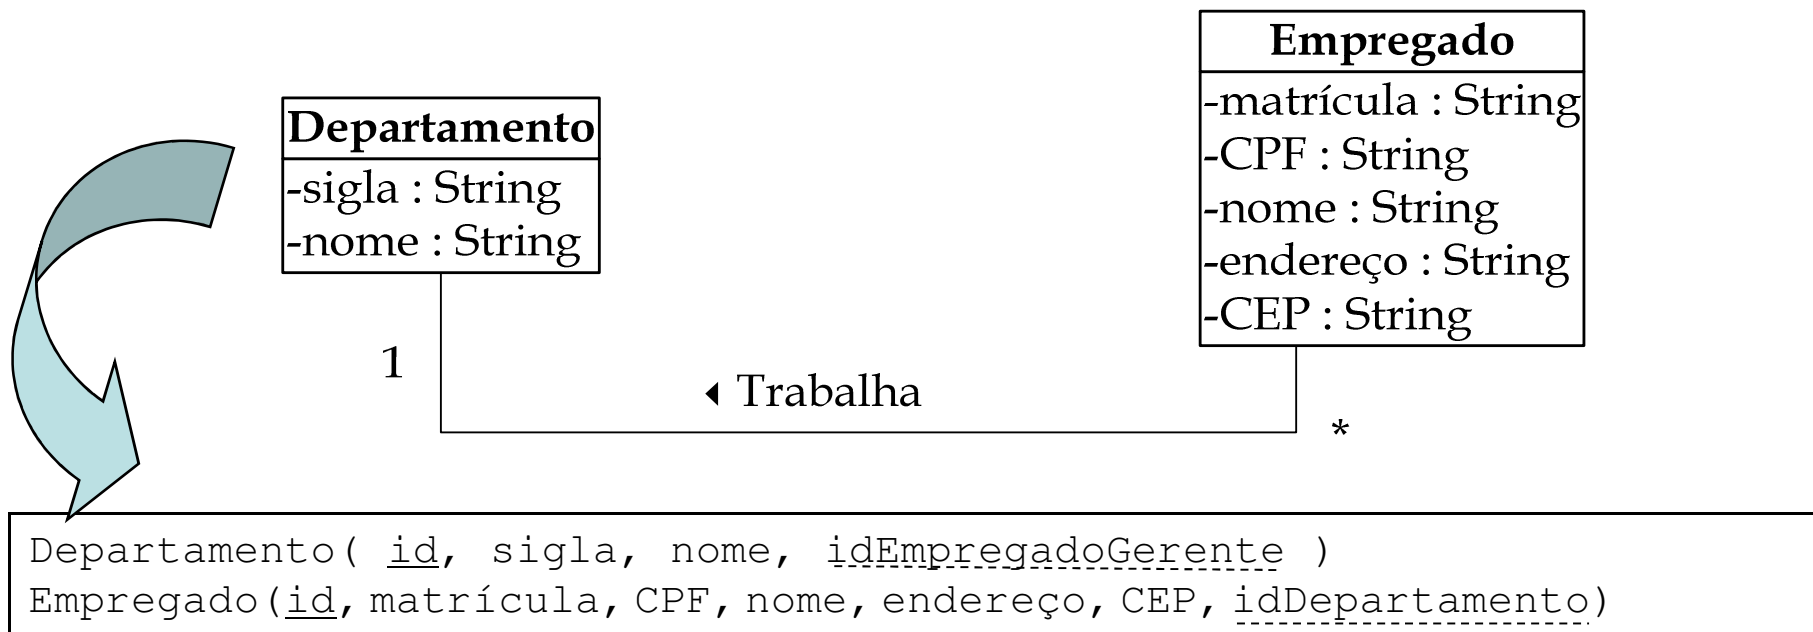 Departamento
-sigla : String
-nome : String
Empregado
-matrícula : String
-CPF : String
-nome : String
-endereço : String
-CEP : String
1
Trabalha
*
Departamento( id, sigla, nome, idEmpregadoGerente )
Empregado(id, matrícula, CPF, nome, endereço, CEP, idDepartamento)